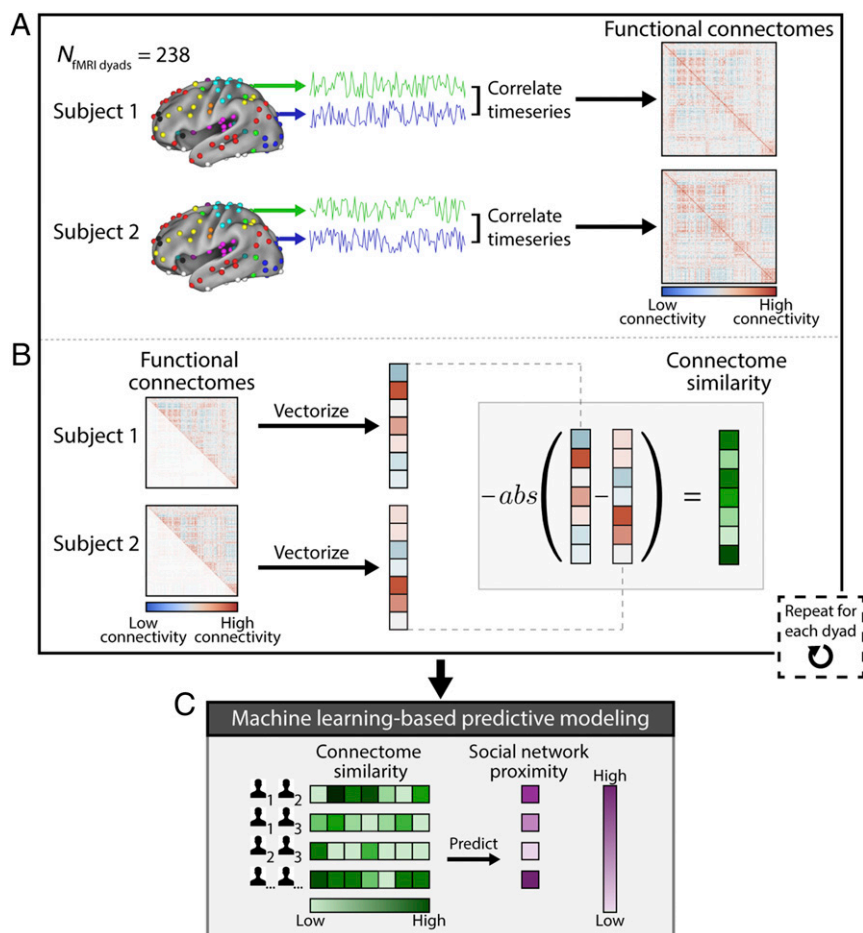 A
N fMRI dyads = 238
Functional connectomes
Subject 1
Correlate
timeseries
Subject 2
Correlate
timeseries
Low
connectivity
High
connectivity
B
Functional
connectomes
Connectome
similarity
Subject 1
Vectorize
-abs( - ) =
Subject 2
Vectorize
Low
connectivity
High
connectivity
Repeat for
each dyad
C
Machine learning-based predictive modeling
Connectome
similarity
Social network
proximity
High
1 2
1 3
Predict
2 3
... ...
Low High
Low